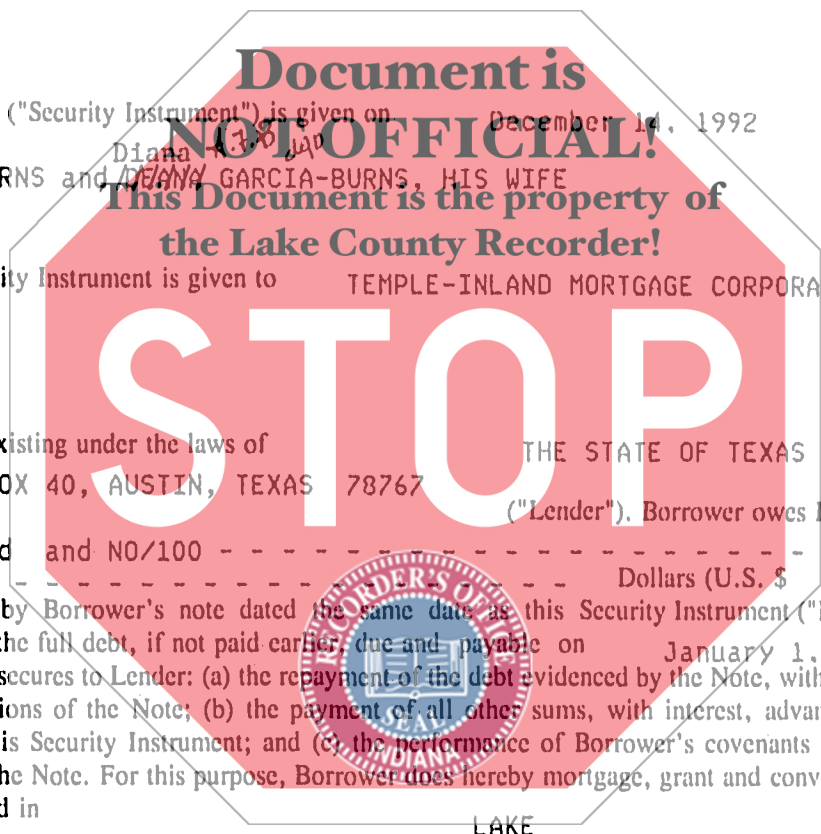 Document is
("Security Instrument") is given on December 14, 1992
NOT OFFICIAL!
Diana
RNS and DEANA GARCIA-BURNS, HIS WIFE
This Document is the property of
the Lake County Recorder!
ity Instrument is given to TEMPLE-INLAND MORTGAGE CORPORA
STOP
xisting under the laws of THE STATE OF TEXAS
OX 40, AUSTIN, TEXAS 78767
("Lender"). Borrower owes
d and NO/100 - - - - - - - - - - - - - - - - - - - - - - - -
- - - - - - - - - - - - - - - - - - - - - - Dollars (U.S. $
by Borrower's note dated the same date as this Security Instrument ("
the full debt, if not paid earlier, due and payable on January 1,
secures to Lender: (a) the repayment of the debt evidenced by the Note, with
ions of the Note; (b) the payment of all other sums, with interest, advan
is Security Instrument; and (c) the performance of Borrower's covenants
he Note. For this purpose, Borrower does hereby mortgage, grant and conv
d in
LAKE
RECORDER'S OFFICE
SEAL
INDIANA